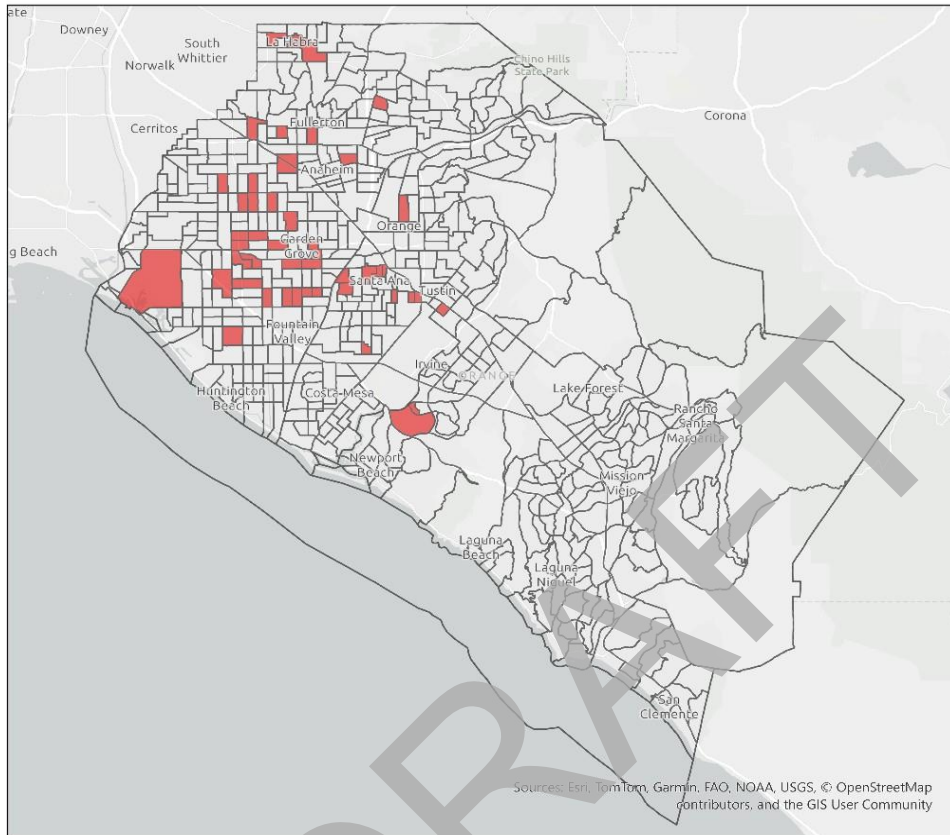 ate
Downey
South
Whittier
Norwalk
La Habra
Chino Hills
State Park
Corona
Cerritos
Fullerton
Anaheim
Orange
g Beach
Garden
Grove
Santa Ana
Tustin
Fountain
Valley
Irvine
ORANGE
Huntington
Beach
Costa Mesa
Lake Forest
Rancho
Santa
Margarita
Newport
Beach
Mission
Viejo
Laguna
Beach
Laguna
Niguel
San
Clemente
DRAFT
Sources: Esri, TomTom, Garmin, FAO, NOAA, USGS, © OpenStreetMap
contributors, and the GIS User Community